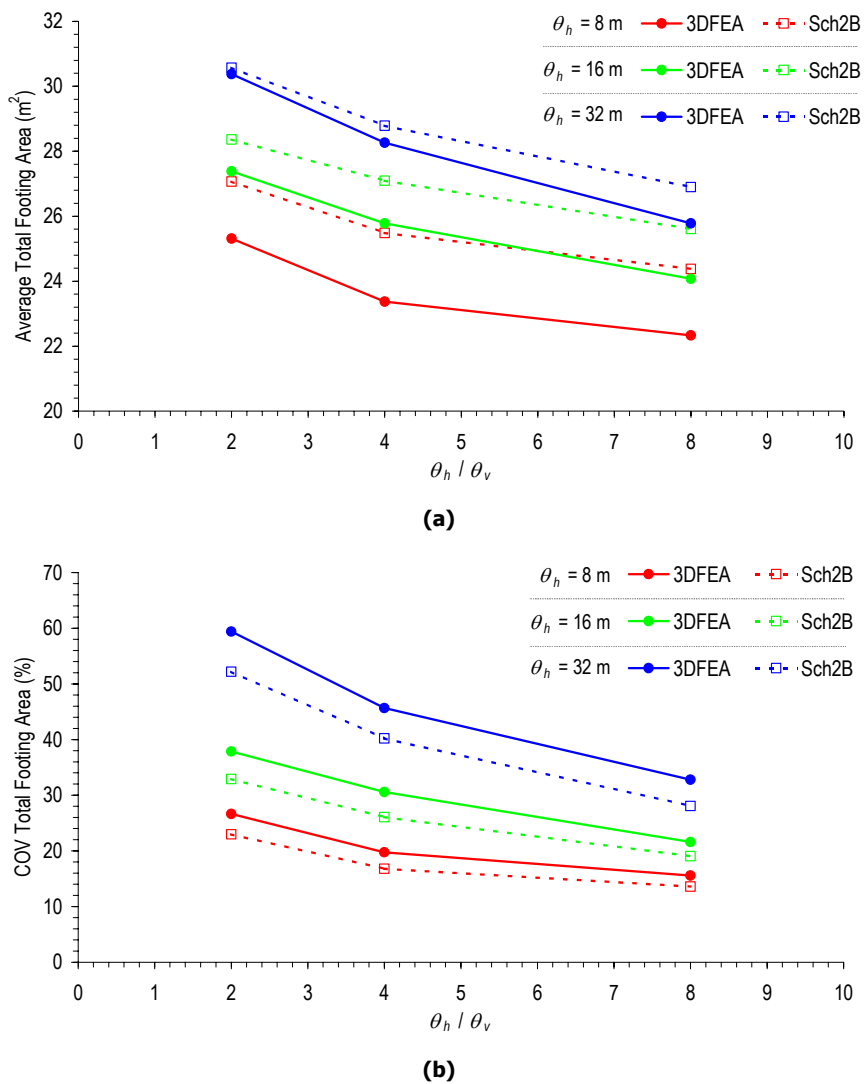 32
30
28
26
24
22
20
Average Total Footing Area (m²)
θh = 8 m 3DFEA Sch2B
θh = 16 m 3DFEA Sch2B
θh = 32 m 3DFEA Sch2B
0 1 2 3 4 5 6 7 8 9 10
θh / θv
(a)
70
60
50
40
30
20
10
0
COV Total Footing Area (%)
θh = 8 m 3DFEA Sch2B
θh = 16 m 3DFEA Sch2B
θh = 32 m 3DFEA Sch2B
0 1 2 3 4 5 6 7 8 9 10
θh / θv
(b)